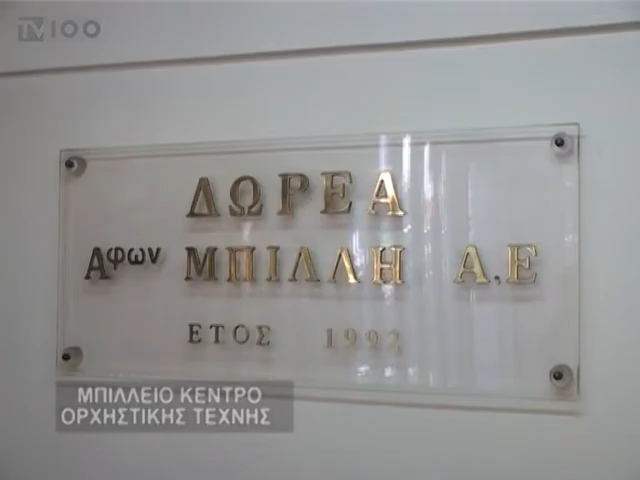 TV100
ΔΩΡΕΑ
Αφων ΜΠΙΛΛΗ Α.Ε
ΕΤΟΣ 1992
ΜΠΙΛΛΕΙΟ ΚΕΝΤΡΟ
ΟΡΧΗΣΤΙΚΗΣ ΤΕΧΝΗΣ